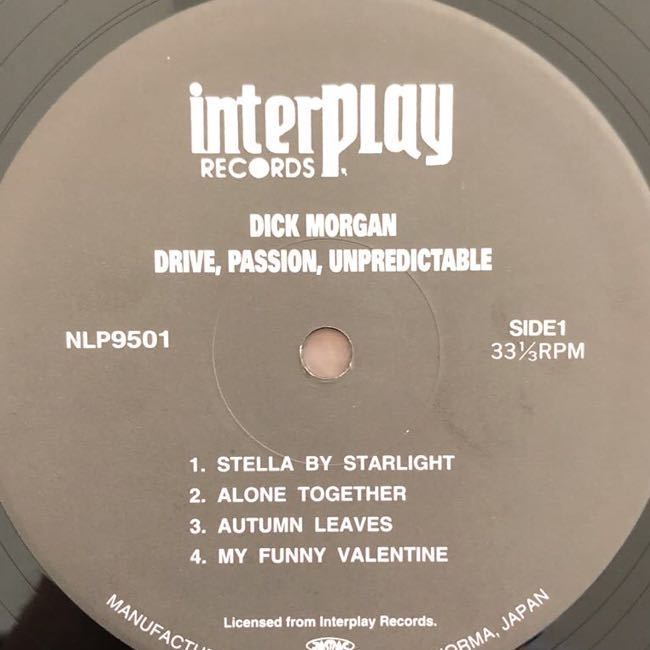 interplay
RECORDS
DICK MORGAN
DRIVE, PASSION, UNPREDICTABLE
NLP9501
SIDE1
33⅓RPM
1. STELLA BY STARLIGHT
2. ALONE TOGETHER
3. AUTUMN LEAVES
4. MY FUNNY VALENTINE
Licensed from Interplay Records.
JAPAN